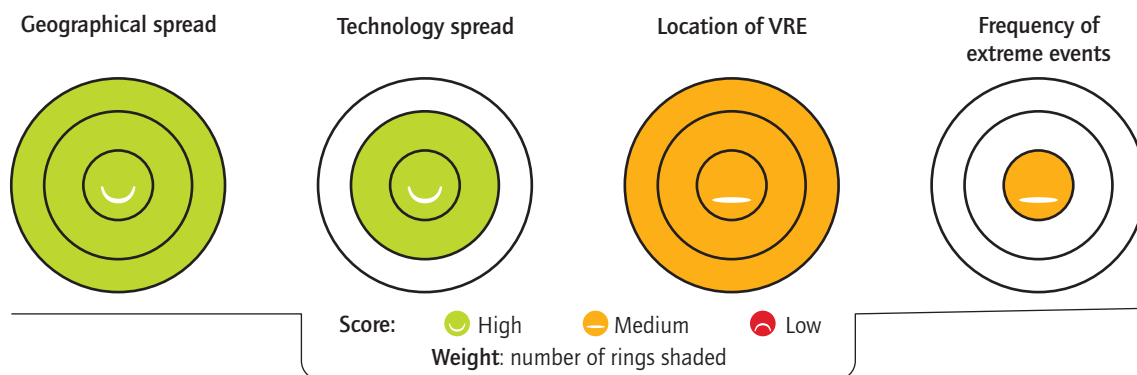 Geographical spread
Technology spread
Location of VRE
Frequency of
extreme events
Score: High Medium Low
Weight: number of rings shaded